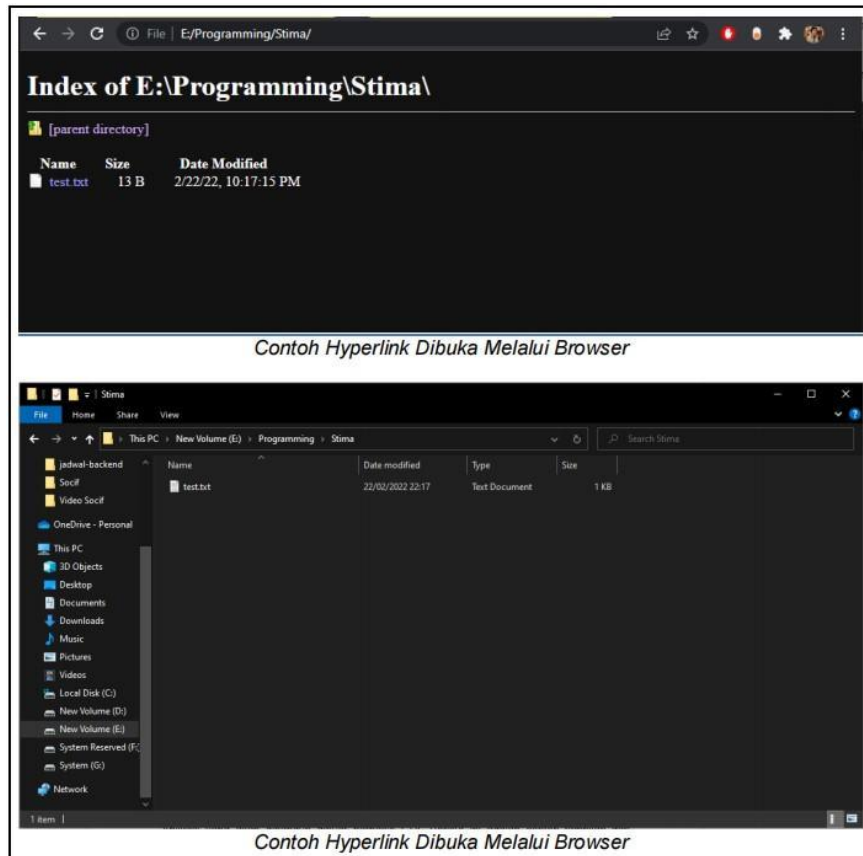 File | E:/Programming/Stima/
Index of E:\Programming\Stima\
[parent directory]
Name Size Date Modified
test.txt 13 B 2/22/22, 10:17:15 PM
Contoh Hyperlink Dibuka Melalui Browser
Stima
File Home Share View
This PC New Volume (E:) Programming Stima Search Stima
Name Date modified Type Size
test.txt 22/02/2022 22:17 Text Document 1 KB
jadwal-backend
Socif
Video Socif
OneDrive - Personal
This PC
3D Objects
Desktop
Documents
Downloads
Music
Pictures
Videos
Local Disk (C:)
New Volume (D:)
New Volume (E:)
System Reserved (F:)
System (G:)
Network
1 item
Contoh Hyperlink Dibuka Melalui Browser